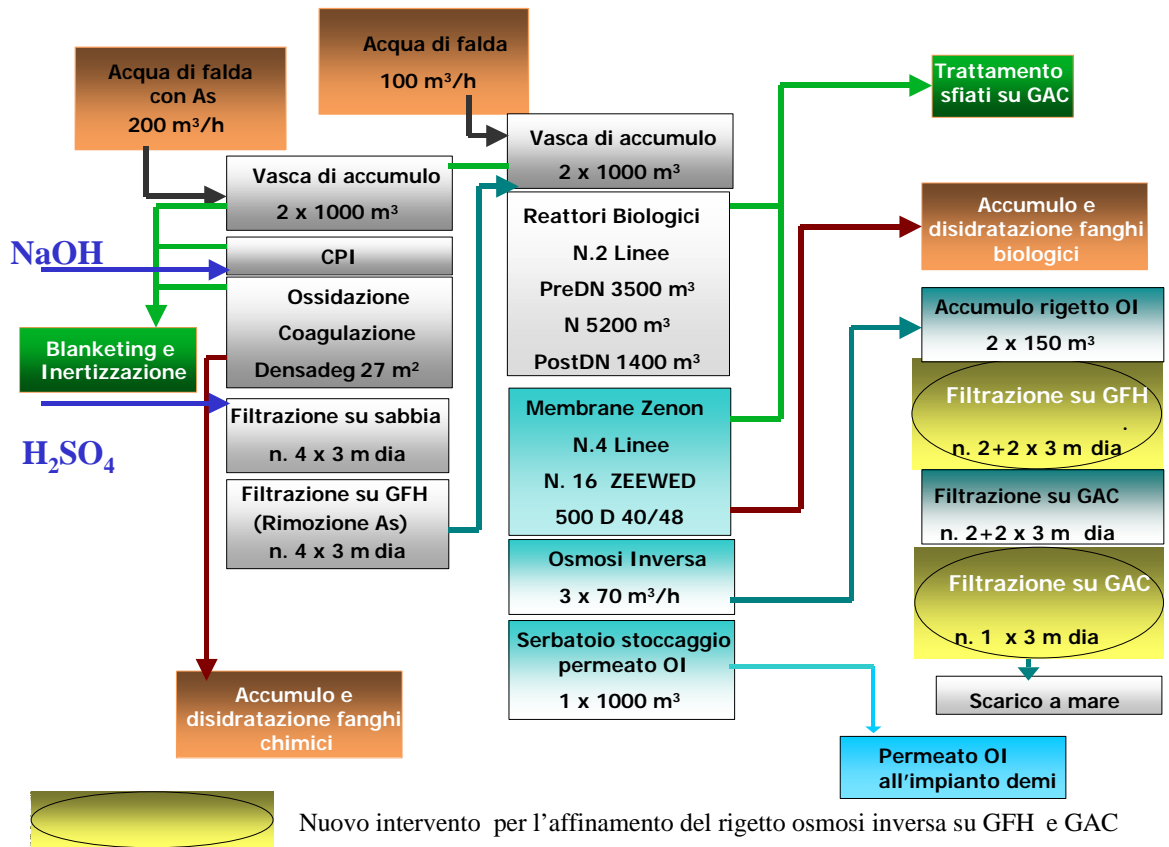 Acqua di falda
con As
200 m³/h
Acqua di falda
100 m³/h
Trattamento
sfiati su GAC
Vasca di accumulo
2 x 1000 m³
Vasca di accumulo
2 x 1000 m³
NaOH
CPI
Ossidazione
Coagulazione
Densadeg 27 m²
Blanketing e
Inertizzazione
H₂SO₄
Filtrazione su sabbia
n. 4 x 3 m dia
Filtrazione su GFH
(Rimozione As)
n. 4 x 3 m dia
Accumulo e
disidratazione fanghi
chimici
Reattori Biologici
N.2 Linee
PreDN 3500 m³
N 5200 m³
PostDN 1400 m³
Membrane Zenon
N.4 Linee
N. 16 ZEEWED
500 D 40/48
Osmosi Inversa
3 x 70 m³/h
Serbatoio stoccaggio
permeato OI
1 x 1000 m³
Accumulo e
disidratazione fanghi
biologici
Accumulo rigetto OI
2 x 150 m³
Filtrazione su GFH
.
n. 2+2 x 3 m dia
Filtrazione su GAC
n. 2+2 x 3 m dia
Filtrazione su GAC
n. 1 x 3 m dia
Scarico a mare
Permeato OI
all'impianto demi
Nuovo intervento per l'affinamento del rigetto osmosi inversa su GFH e GAC